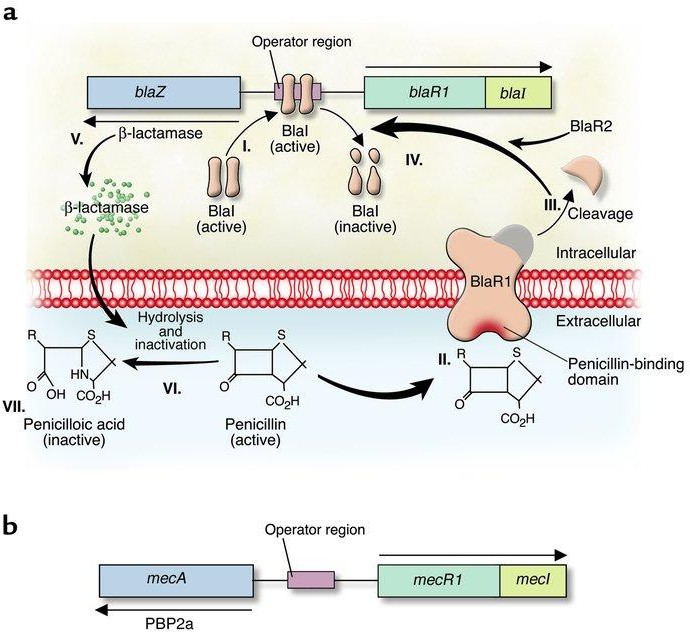 a
Operator region
blaZ
blaR1
blaI
V.
β-lactamase
I.
BlaI
(active)
BlaR2
IV.
β-lactamase
BlaI
(active)
BlaI
(inactive)
III.
Cleavage
Intracellular
BlaR1
Extracellular
Hydrolysis
and
inactivation
Penicillin-binding
domain
R
S
HN
O
OH
CO2H
VI.
R
S
O
CO2H
II.
R
S
O
CO2H
VII.
Penicilloic acid
(inactive)
Penicillin
(active)
b
Operator region
mecA
mecR1
mecI
PBP2a